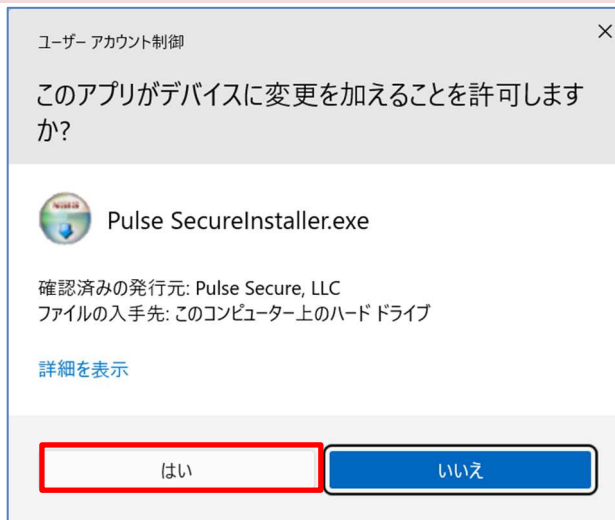 ユーザー アカウント制御
このアプリがデバイスに変更を加えることを許可します
か?
Pulse SecureInstaller.exe
確認済みの発行元: Pulse Secure, LLC
ファイルの入手先: このコンピューター上のハード ドライブ
詳細を表示
はい
いいえ